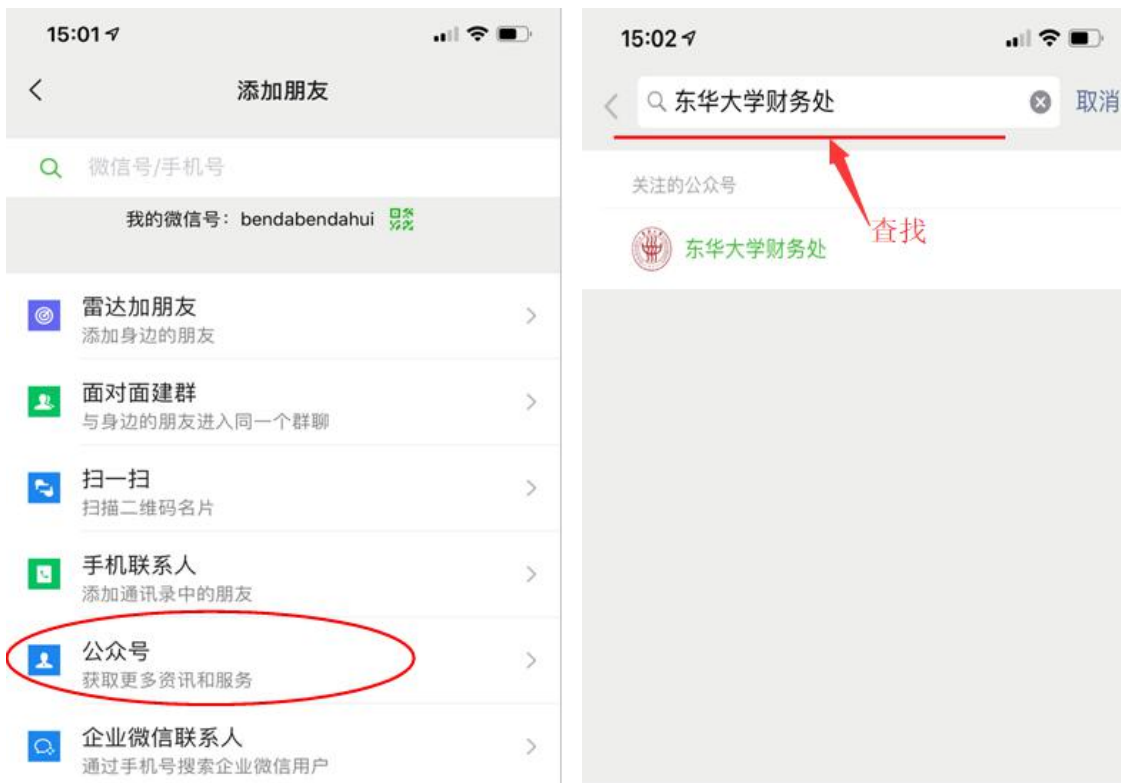 15:01
添加朋友
微信号/手机号
我的微信号：bendabendahui
雷达加朋友
添加身边的朋友
面对面建群
与身边的朋友进入同一个群聊
扫一扫
扫描二维码名片
手机联系人
添加通讯录中的朋友
公众号
获取更多资讯和服务
企业微信联系人
通过手机号搜索企业微信用户
15:02
东华大学财务处
取消
关注的公众号
查找
东华大学财务处